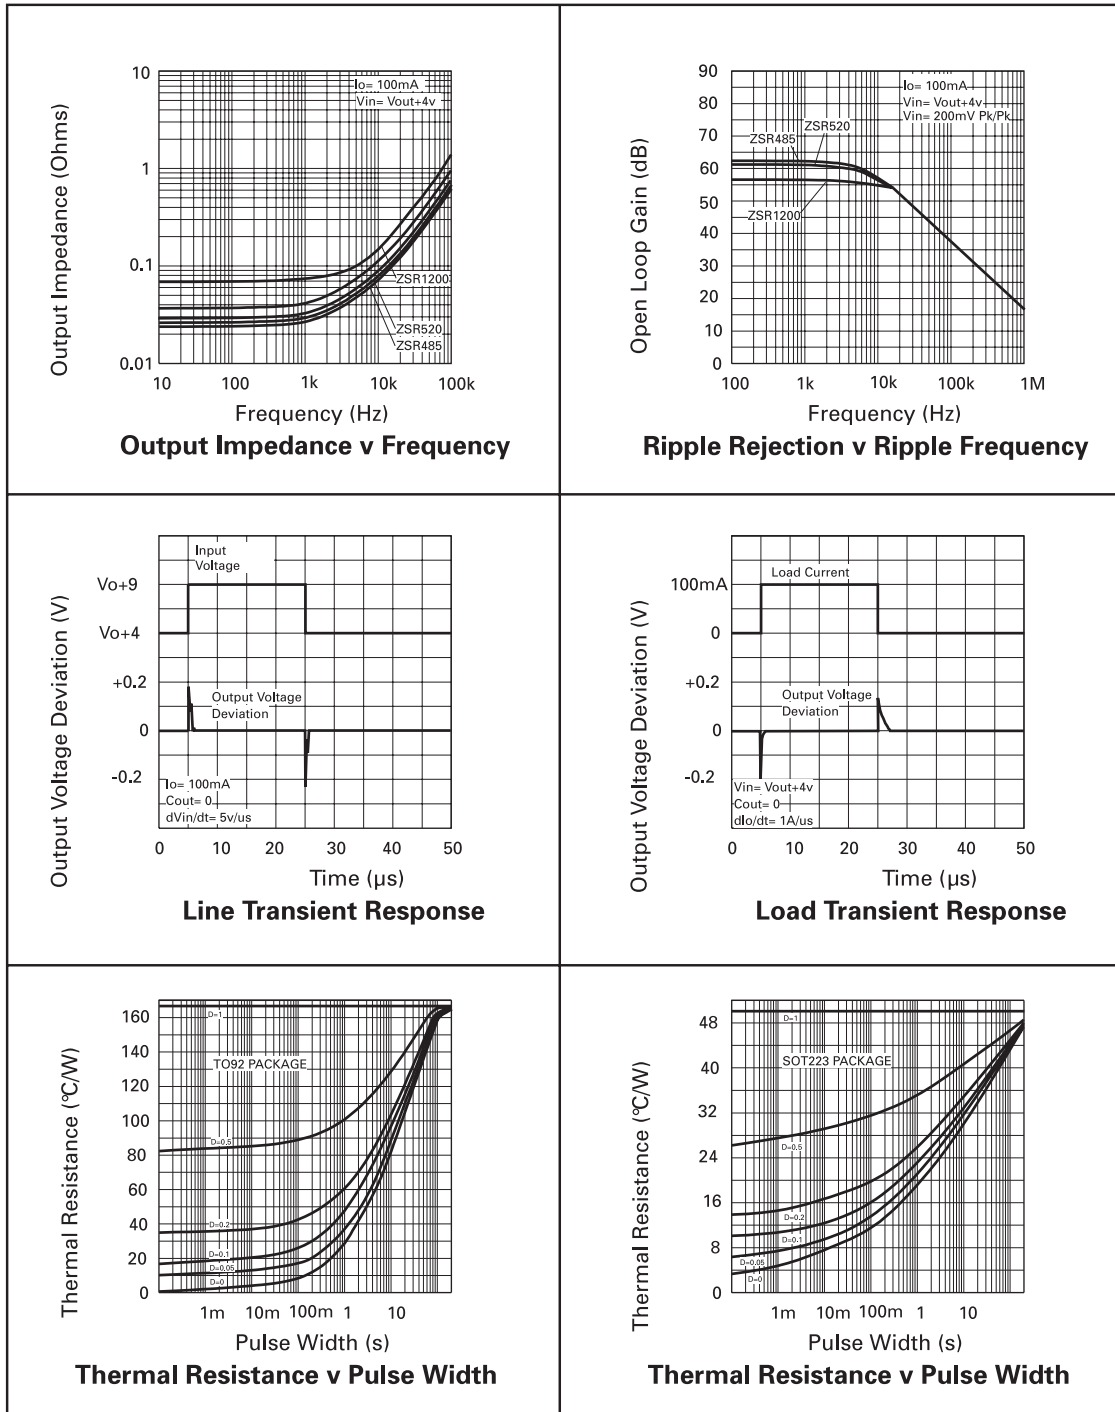 10
1
0.1
0.01
Output Impedance (Ohms)
Io= 100mA
Vin= Vout+4v
ZSR1200
ZSR520
ZSR485
10 100 1k 10k 100k
Frequency (Hz)
Output Impedance v Frequency
90
80
70
60
50
40
30
20
10
0
Open Loop Gain (dB)
Io= 100mA
Vin= Vout+4v
Vin= 200mV Pk/Pk
ZSR520
ZSR485
ZSR1200
100 1k 10k 100k 1M
Frequency (Hz)
Ripple Rejection v Ripple Frequency
Output Voltage Deviation (V)
Input
Voltage
Vo+9
Vo+4
+0.2
0
-0.2
Output Voltage
Deviation
Io= 100mA
Cout= 0
dVin/dt= 5v/us
0 10 20 30 40 50
Time (µs)
Line Transient Response
Output Voltage Deviation (V)
Load Current
100mA
0
+0.2
0
-0.2
Output Voltage
Deviation
Vin= Vout+4v
Cout= 0
dIo/dt= 1A/us
0 10 20 30 40 50
Time (µs)
Load Transient Response
Thermal Resistance (°C/W)
160
140
120
100
80
60
40
20
0
D=1
TO92 PACKAGE
D=0.5
D=0.2
D=0.1
D=0.05
D=0
1m 10m 100m 1 10
Pulse Width (s)
Thermal Resistance v Pulse Width
Thermal Resistance (°C/W)
48
40
32
24
16
8
0
D=1
SOT223 PACKAGE
D=0.5
D=0.2
D=0.1
D=0.05
D=0
1m 10m 100m 1 10
Pulse Width (s)
Thermal Resistance v Pulse Width